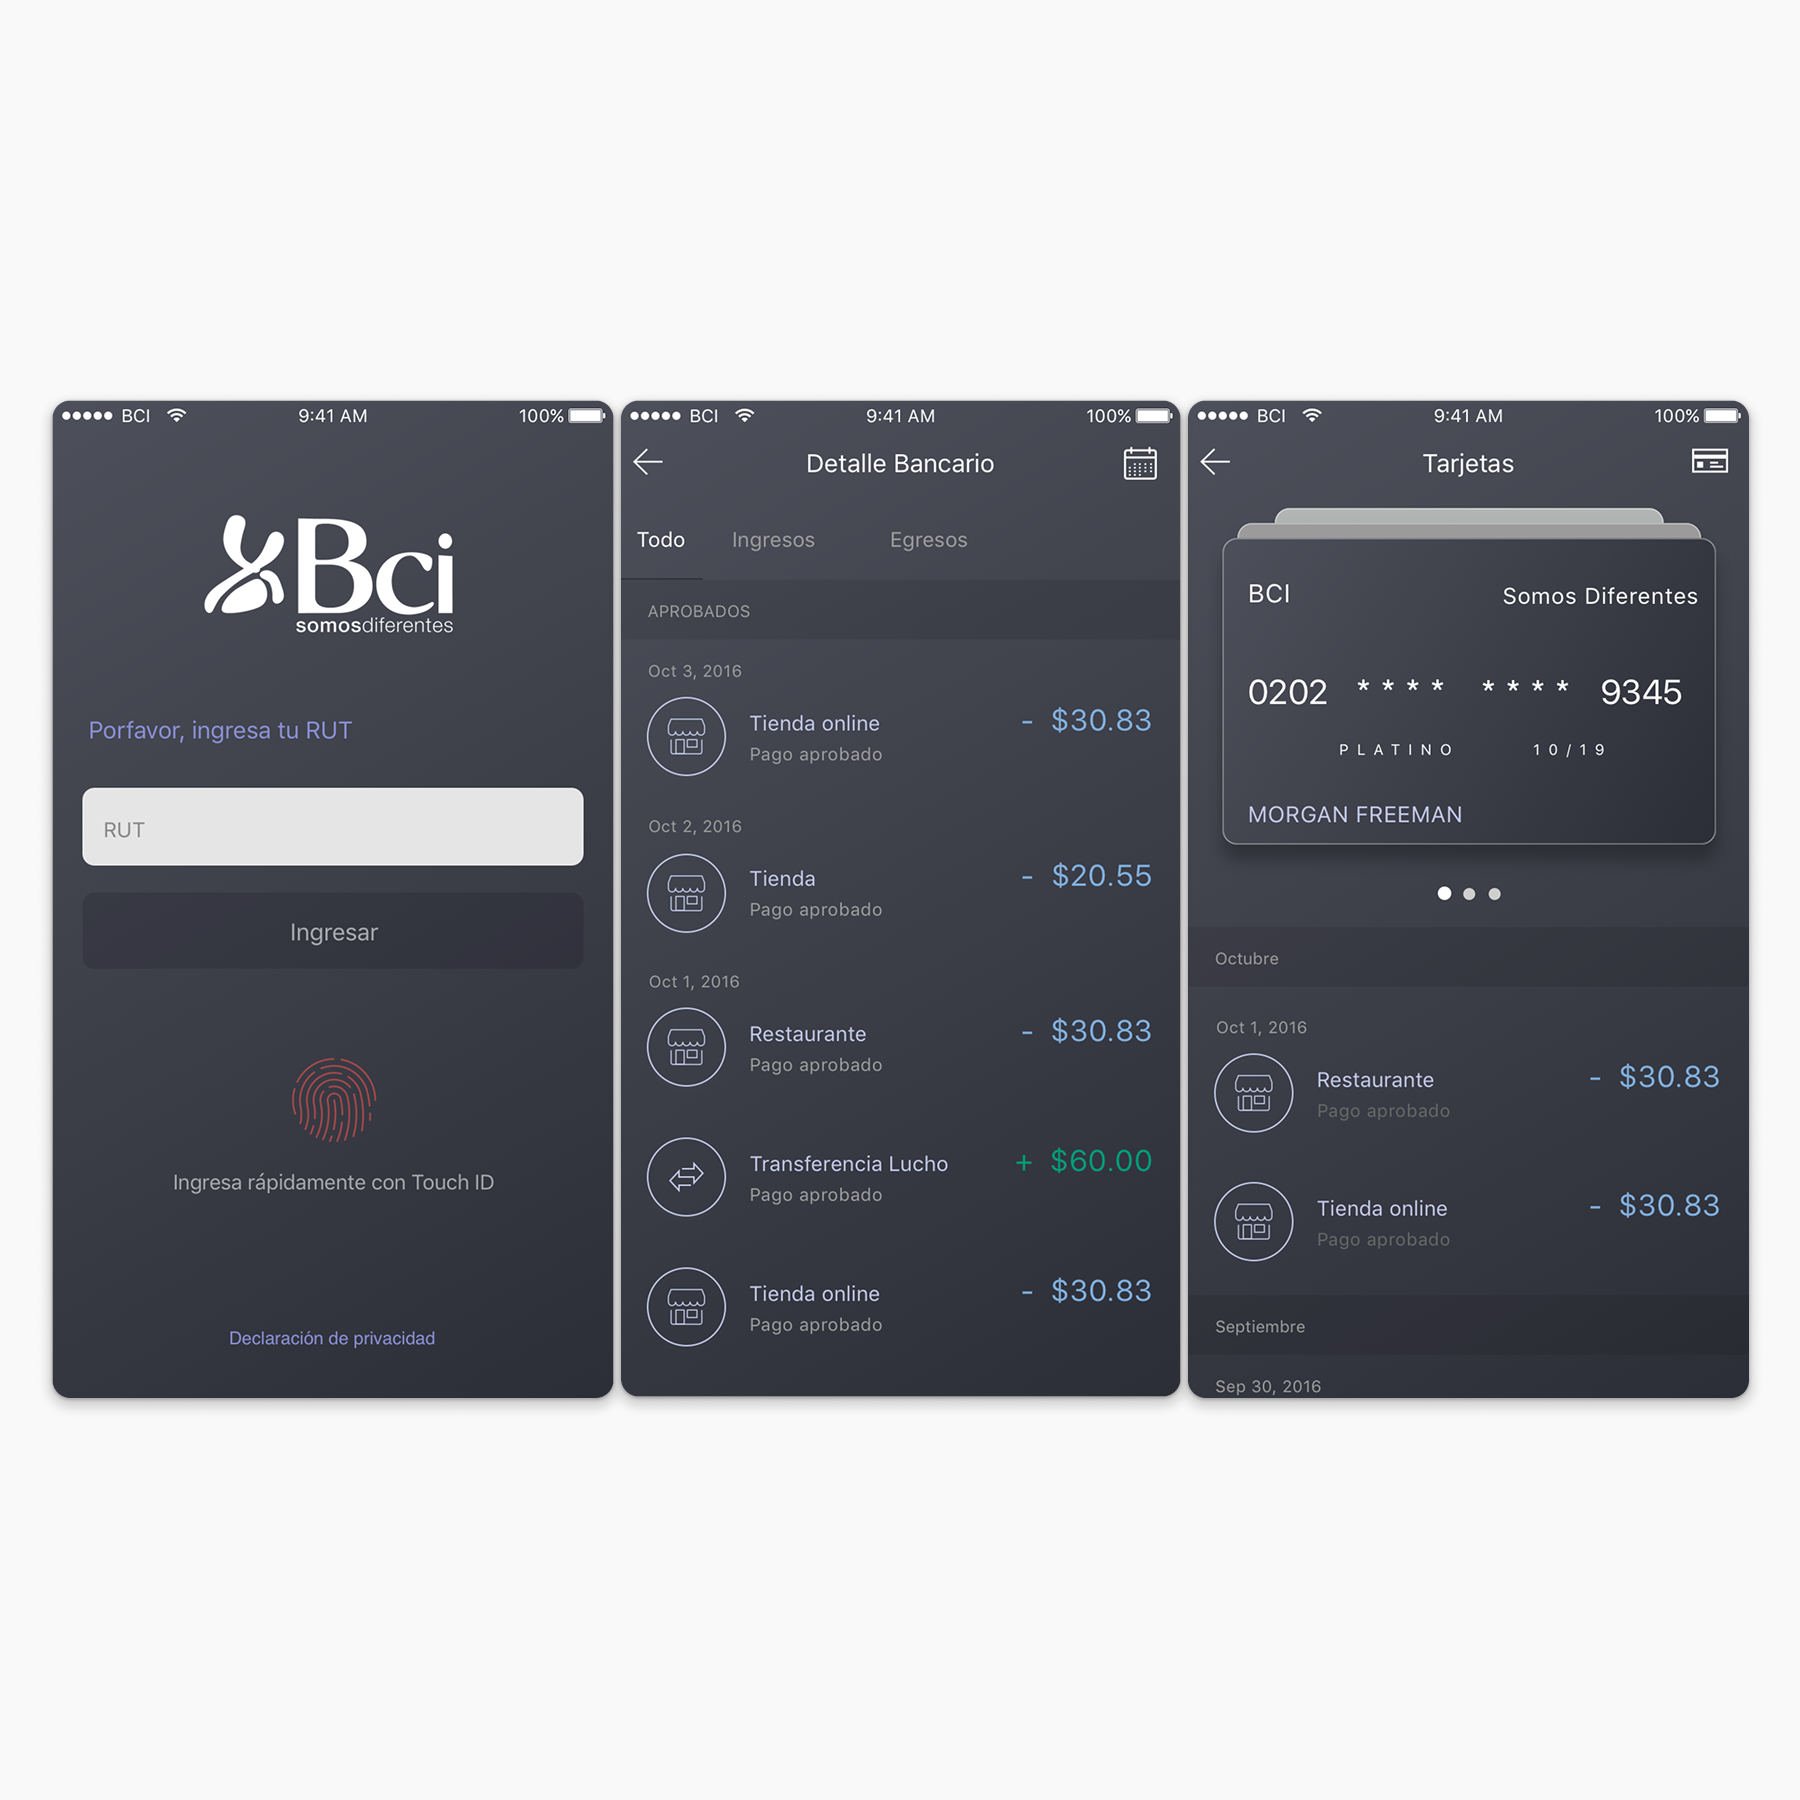 BCI 9:41 AM 100%
Bci
somosdiferentes
Porfavor, ingresa tu RUT
RUT
Ingresar
Ingresa rápidamente con Touch ID
Declaración de privacidad
BCI 9:41 AM 100%
Detalle Bancario
Todo Ingresos Egresos
APROBADOS
Oct 3, 2016
Tienda online - $30.83
Pago aprobado
Oct 2, 2016
Tienda - $20.55
Pago aprobado
Oct 1, 2016
Restaurante - $30.83
Pago aprobado
Transferencia Lucho + $60.00
Pago aprobado
Tienda online - $30.83
Pago aprobado
BCI 9:41 AM 100%
Tarjetas
BCI Somos Diferentes
0202 **** **** 9345
PLATINO 10/19
MORGAN FREEMAN
Octubre
Oct 1, 2016
Restaurante - $30.83
Pago aprobado
Tienda online - $30.83
Pago aprobado
Septiembre
Sep 30, 2016